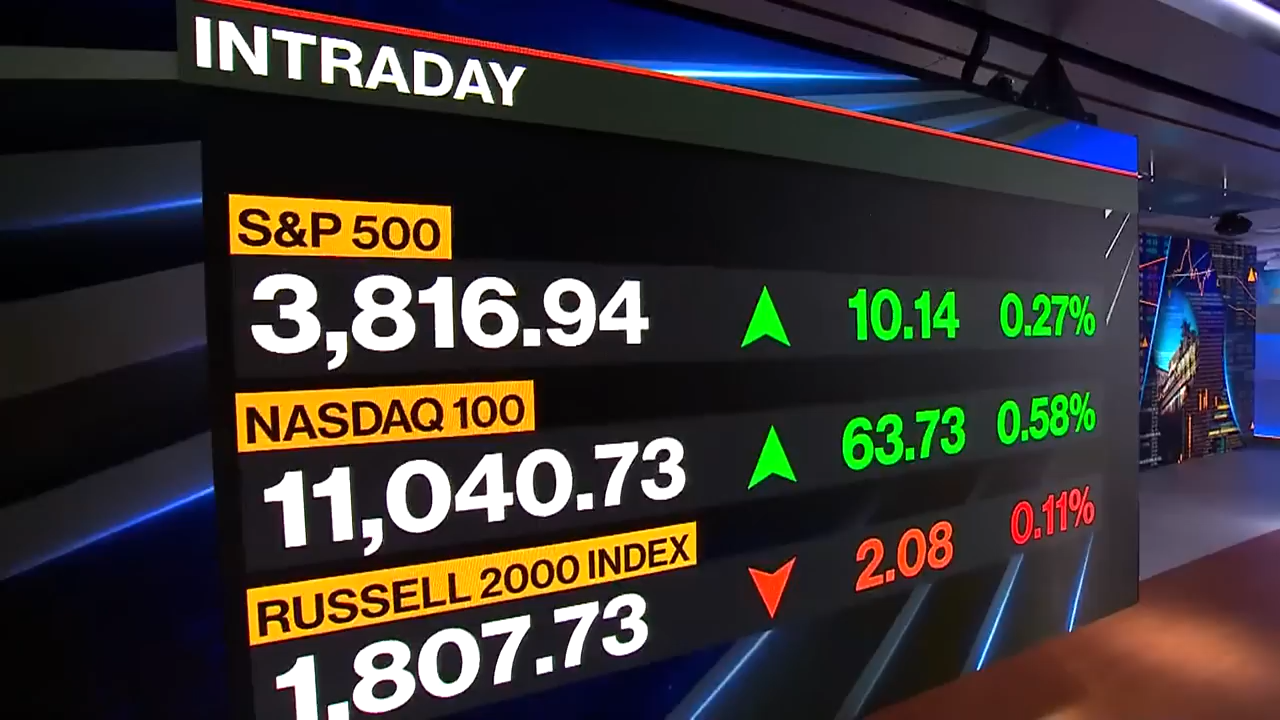 INTRADAY
S&P 500
3,816.94 ▲ 10.14 0.27%
NASDAQ 100
11,040.73 ▲ 63.73 0.58%
RUSSELL 2000 INDEX
1,807.73 ▼ 2.08 0.11%